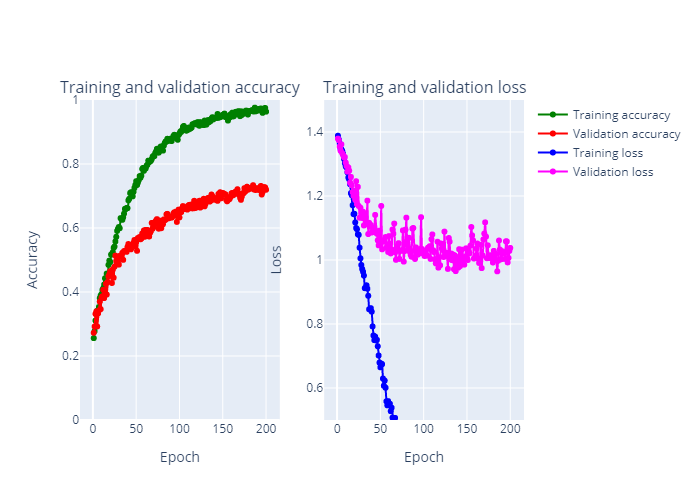 Training and validation accuracy
Training and validation loss
1
0.8
0.6
0.4
0.2
0
0
50
100
150
200
Accuracy
Epoch
1.4
1.2
1
0.8
0.6
0
50
100
150
200
Loss
Epoch
Training accuracy
Validation accuracy
Training loss
Validation loss